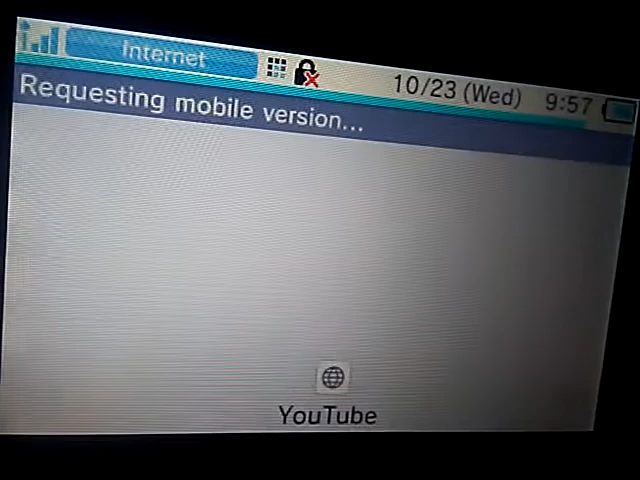 Internet
10/23 (Wed) 9:57
Requesting mobile version...
YouTube